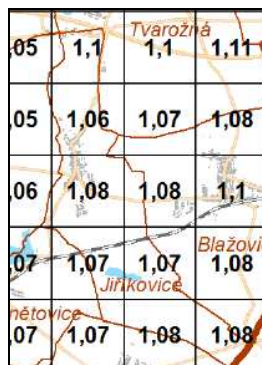 Tvarožná
,05 1,1 1,1 1,11
,05 1,06 1,07 1,08
,06 1,08 1,08 1,1
Blažovi
,07 1,07 1,07 1,08
Jiříkovice
nětovice
,07 1,07 1,08 1,08